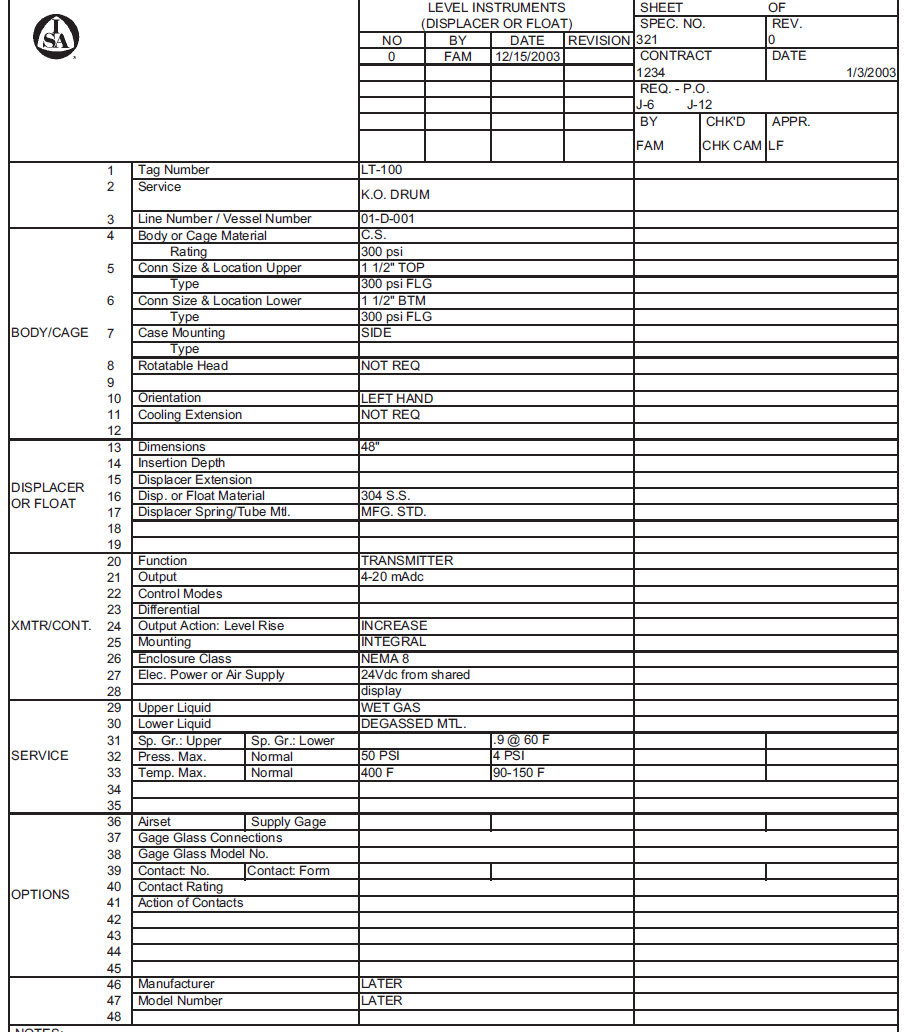 ISA
LEVEL INSTRUMENTS
(DISPLACER OR FLOAT)
SHEET OF
SPEC. NO. REV.
NO BY DATE REVISION 321 0
0 FAM 12/15/2003 CONTRACT DATE
1234 1/3/2003
REQ. - P.O.
J-6 J-12
BY CHK'D APPR.
FAM CHK CAM LF
1 Tag Number LT-100
2 Service K.O. DRUM
3 Line Number / Vessel Number 01-D-001
BODY/CAGE
4 Body or Cage Material C.S.
Rating 300 psi
5 Conn Size & Location Upper 1 1/2" TOP
Type 300 psi FLG
6 Conn Size & Location Lower 1 1/2" BTM
Type 300 psi FLG
7 Case Mounting SIDE
Type
8 Rotatable Head NOT REQ
9
10 Orientation LEFT HAND
11 Cooling Extension NOT REQ
12
DISPLACER
OR FLOAT
13 Dimensions 48"
14 Insertion Depth
15 Displacer Extension
16 Disp. or Float Material 304 S.S.
17 Displacer Spring/Tube Mtl. MFG. STD.
18
19
XMTR/CONT.
20 Function TRANSMITTER
21 Output 4-20 mAdc
22 Control Modes
23 Differential
24 Output Action: Level Rise INCREASE
25 Mounting INTEGRAL
26 Enclosure Class NEMA 8
27 Elec. Power or Air Supply 24Vdc from shared
28 display
SERVICE
29 Upper Liquid WET GAS
30 Lower Liquid DEGASSED MTL.
31 Sp. Gr.: Upper Sp. Gr.: Lower .9 @ 60 F
32 Press. Max. Normal 50 PSI 4 PSI
33 Temp. Max. Normal 400 F 90-150 F
34
35
OPTIONS
36 Airset Supply Gage
37 Gage Glass Connections
38 Gage Glass Model No.
39 Contact: No. Contact: Form
40 Contact Rating
41 Action of Contacts
42
43
44
45
46 Manufacturer LATER
47 Model Number LATER
48
NOTES: